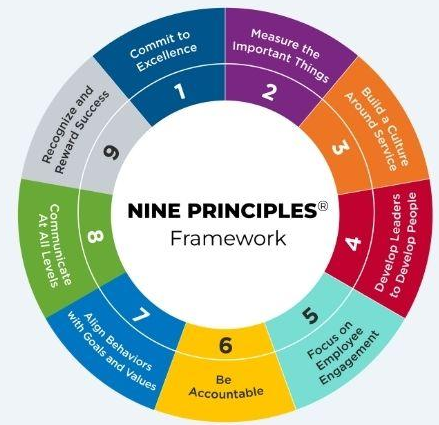 NINE PRINCIPLES®
Framework
Commit to
Excellence
1
Measure the
Important Things
2
Build a Culture
Around Service
3
Develop Leaders
to Develop People
4
Focus on
Employee
Engagement
5
Be
Accountable
6
Align Behaviors
with Goals and Values
7
Communicate
At All Levels
8
Recognize and
Reward Success
9